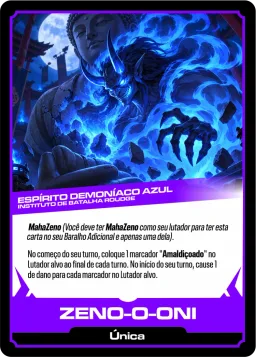 ESPÍRITO DEMONÍACO AZUL
INSTITUTO DE BATALHA ROUDGE
MahaZeno (Você deve ter MahaZeno como seu lutador para ter esta
carta no seu Baralho Adicional e apenas uma dela).
No começo do seu turno, coloque 1 marcador "Amaldiçoado" no
Lutador alvo ao final de cada turno. No início do seu turno, cause 1
de dano para cada marcador no Lutador alvo.
ZENO-O-ONI
Única